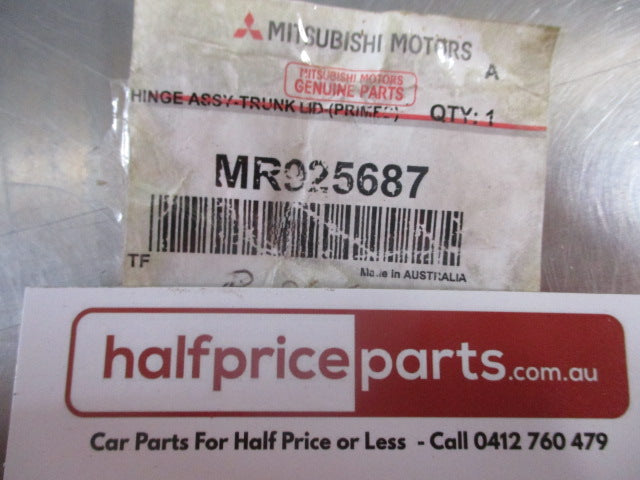 MITSUBISHI MOTORS
A
MITSUBISHI MOTORS
GENUINE PARTS
HINGE ASSY-TRUNK LID (PRIMED) QTY: 1
MR925687
TF
Made in AUSTRALIA
halfpriceparts.com.au
Car Parts For Half Price or Less - Call 0412 760 479